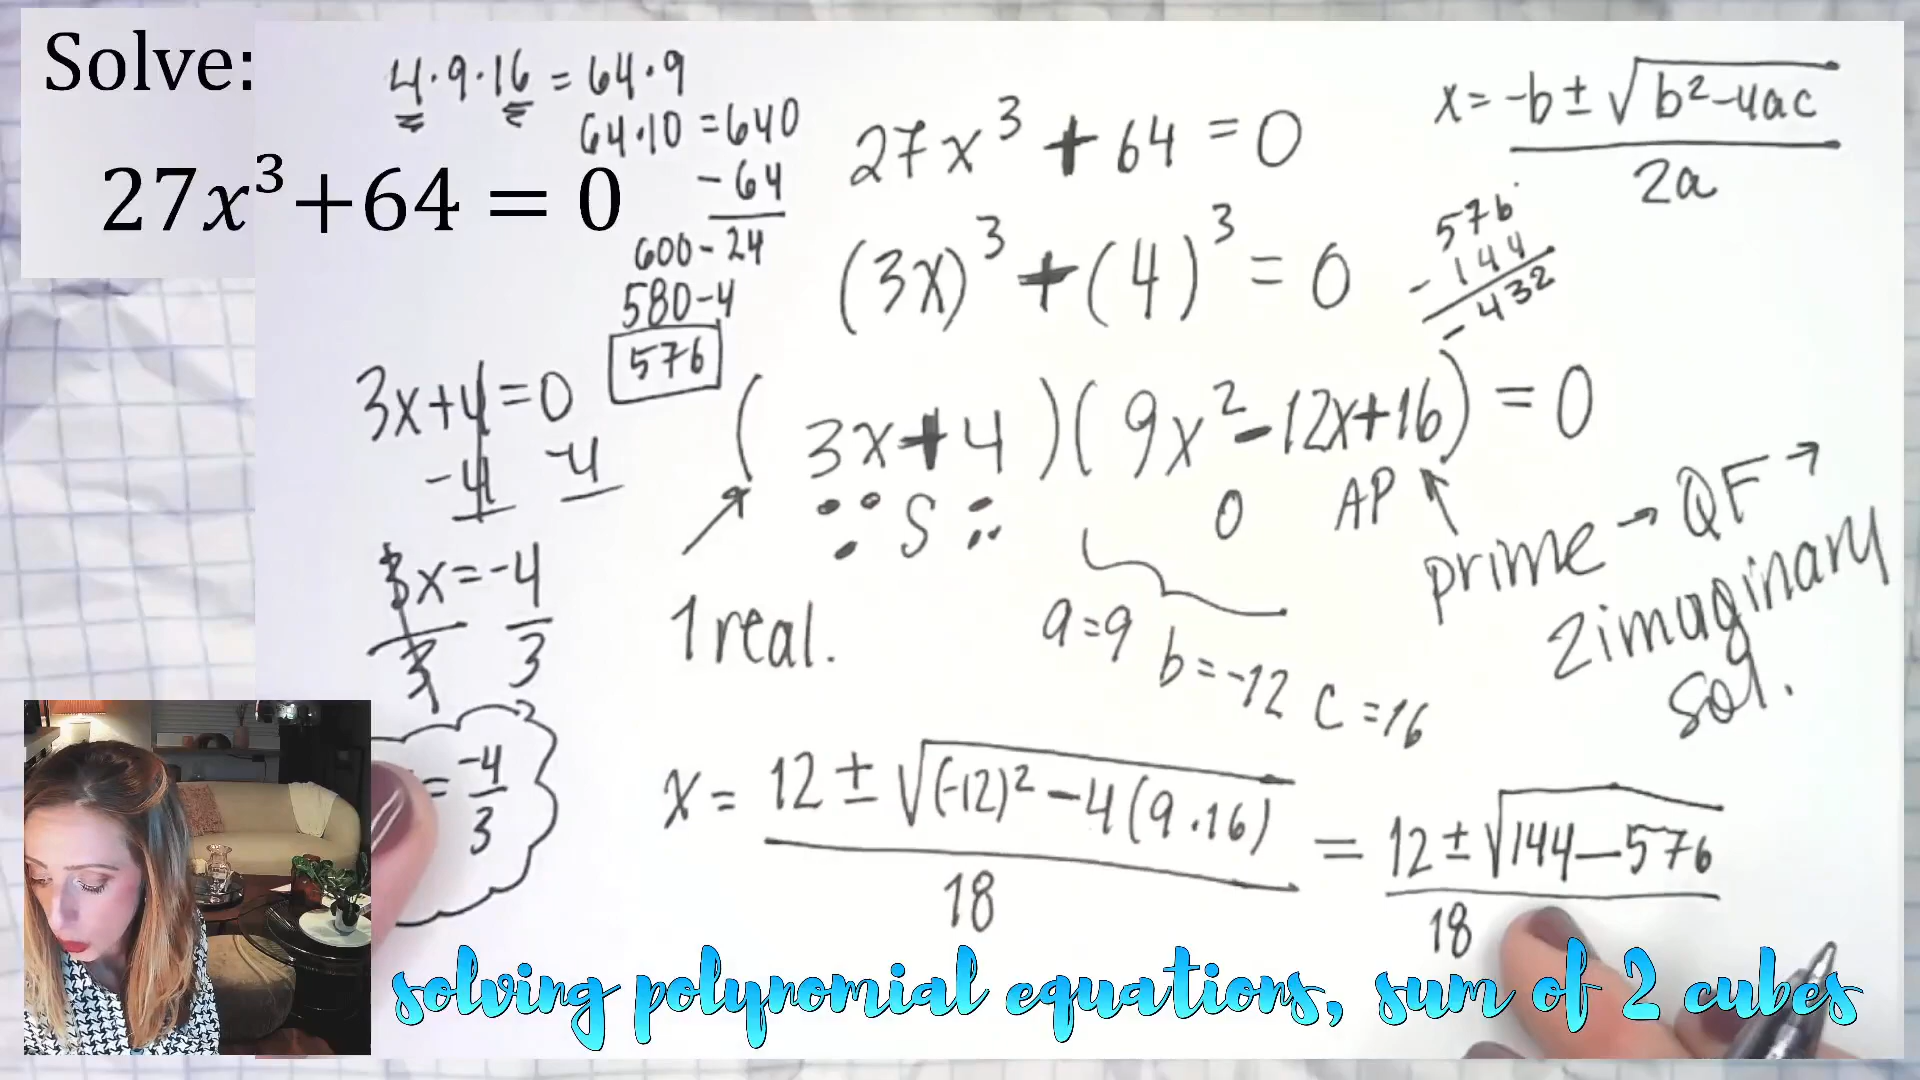 Solve:
27x³+64 = 0
4·9·16 = 64·9
64·10 = 640
- 64
600 - 24
580 - 4
576
27x³ + 64 = 0
(3x)³ + (4)³ = 0
(3x+4)(9x²-12x+16) = 0
S O AP
x = -b ± √b²-4ac
2a
576
- 144
- 432
3x+4=0
-4 -4
3x = -4
3 3
= -4
3
1 real.
prime → QF →
2 imaginary
sol.
a=9 b=-12 c=16
x = 12 ± √(-12)² - 4(9·16) = 12 ± √144-576
18 18
solving polynomial equations, sum of 2 cubes